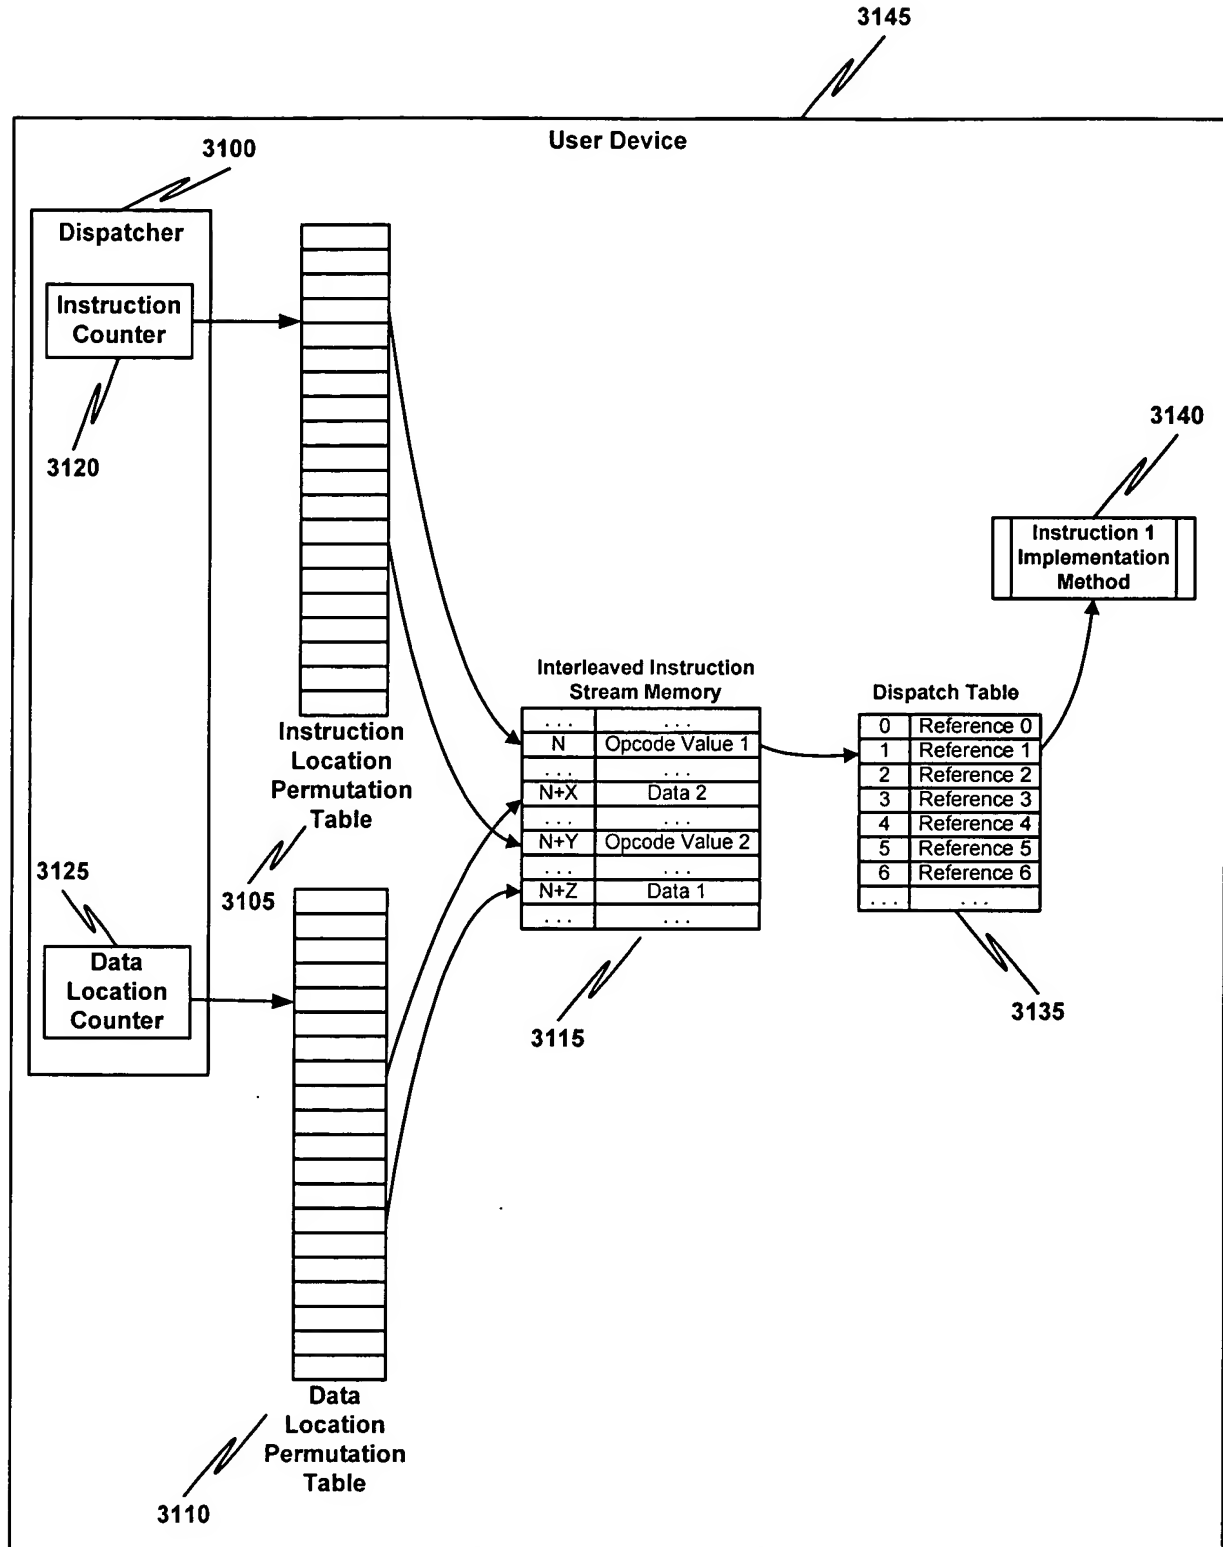 3145
User Device
3100
Dispatcher
Instruction
Counter
3120
Instruction
Location
Permutation
Table
3105
3125
Data
Location
Counter
Data
Location
Permutation
Table
3110
Interleaved Instruction
Stream Memory
. . . . . .
N Opcode Value 1
. . . . . .
N+X Data 2
. . . . . .
N+Y Opcode Value 2
. . . . . .
N+Z Data 1
. . . . . .
3115
Dispatch Table
0 Reference 0
1 Reference 1
2 Reference 2
3 Reference 3
4 Reference 4
5 Reference 5
6 Reference 6
. . . . . .
3135
3140
Instruction 1
Implementation
Method